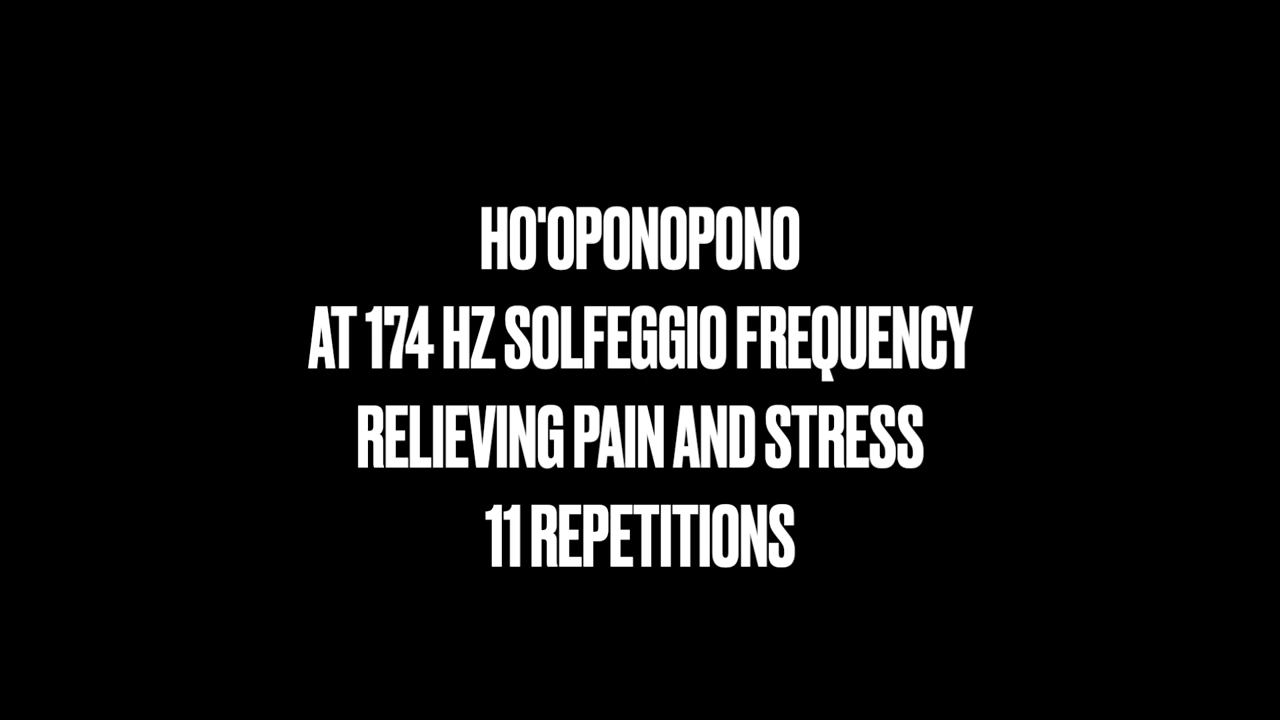 HO'OPONOPONO
AT 174 HZ SOLFEGGIO FREQUENCY
RELIEVING PAIN AND STRESS
11 REPETITIONS